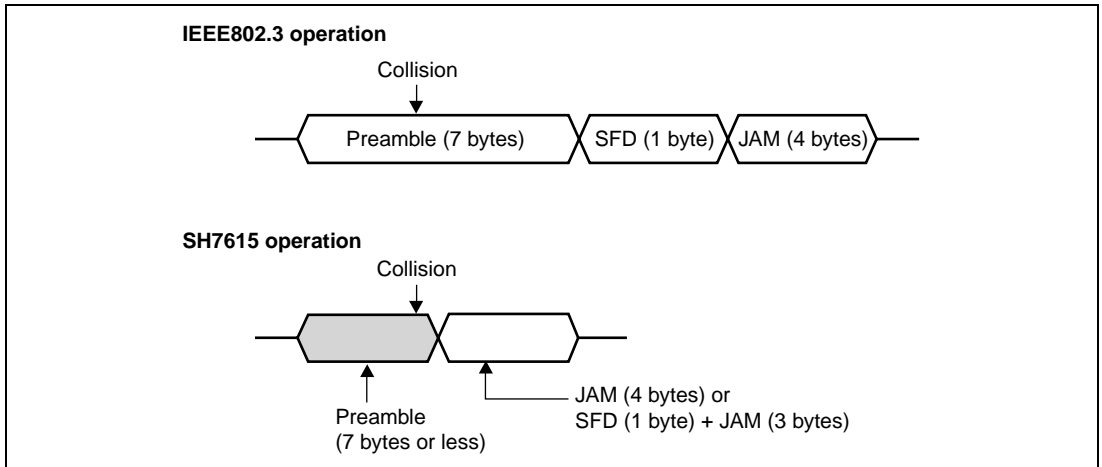 IEEE802.3 operation
Collision
Preamble (7 bytes)
SFD (1 byte)
JAM (4 bytes)
SH7615 operation
Collision
Preamble
(7 bytes or less)
JAM (4 bytes) or
SFD (1 byte) + JAM (3 bytes)